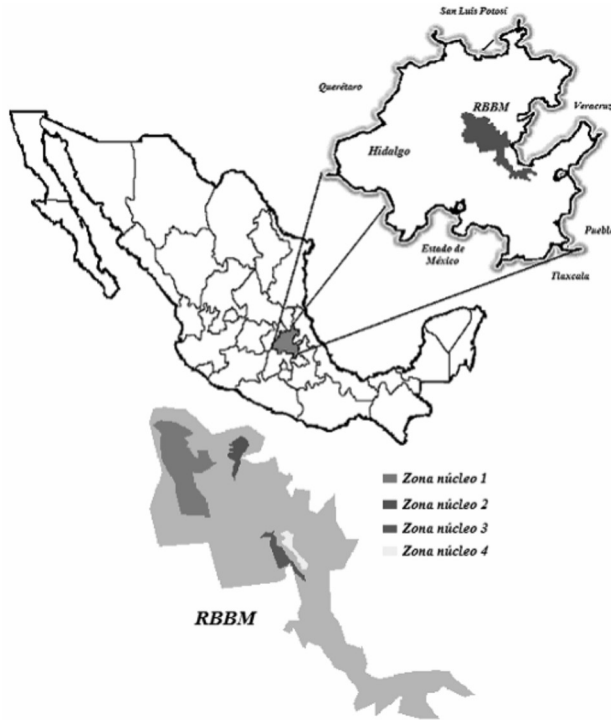 San Luis Potosí
Querétaro
RBBM
Veracruz
Hidalgo
Puebl
Estado de
México
Tlaxcala
Zona núcleo 1
Zona núcleo 2
Zona núcleo 3
Zona núcleo 4
RBBM